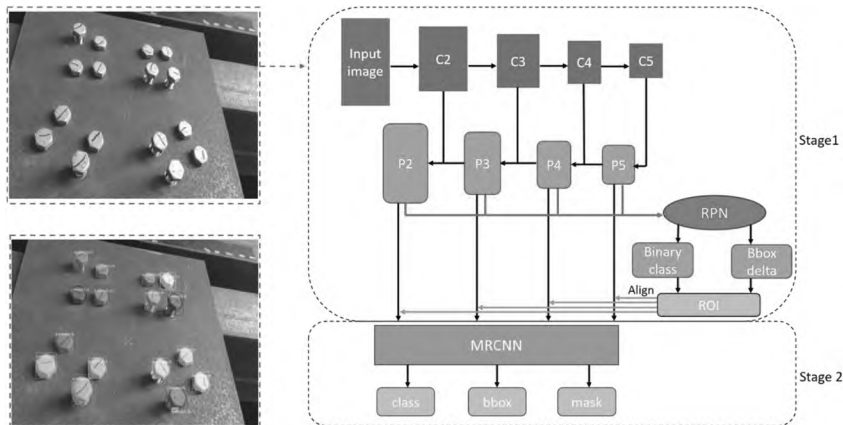 Input
image
C2
C3
C4
C5
Stage1
P2
P3
P4
P5
RPN
Binary
class
Bbox
delta
Align
ROI
MRCNN
Stage 2
class
bbox
mask